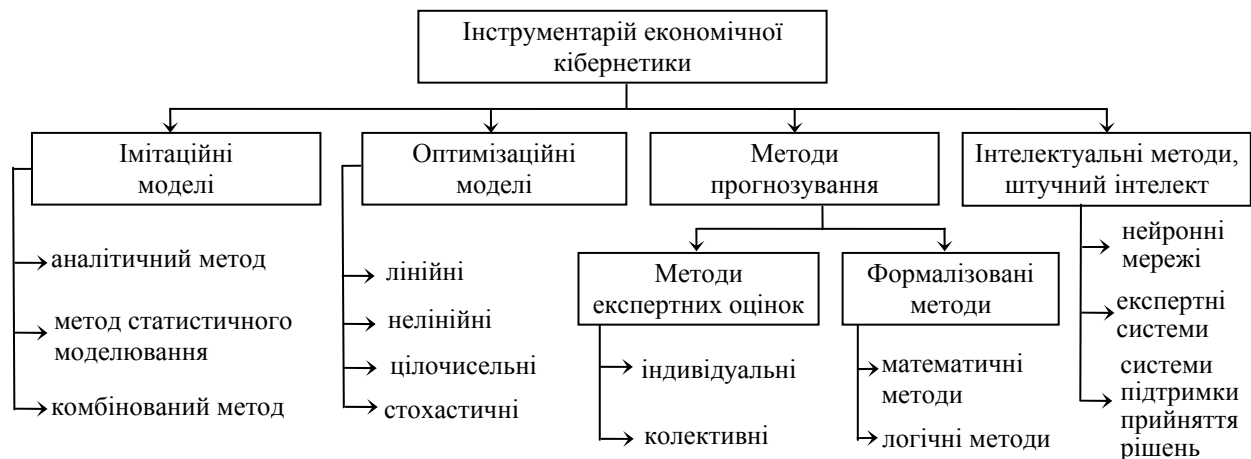 Інструментарій економічної
кібернетики
Імітаційні
моделі
аналітичний метод
метод статистичного
моделювання
комбінований метод
Оптимізаційні
моделі
лінійні
нелінійні
цілочисельні
стохастичні
Методи
прогнозування
Методи
експертних оцінок
індивідуальні
колективні
Формалізовані
методи
математичні
методи
логічні методи
Інтелектуальні методи,
штучний інтелект
нейронні
мережі
експертні
системи
системи
підтримки
прийняття
рішень